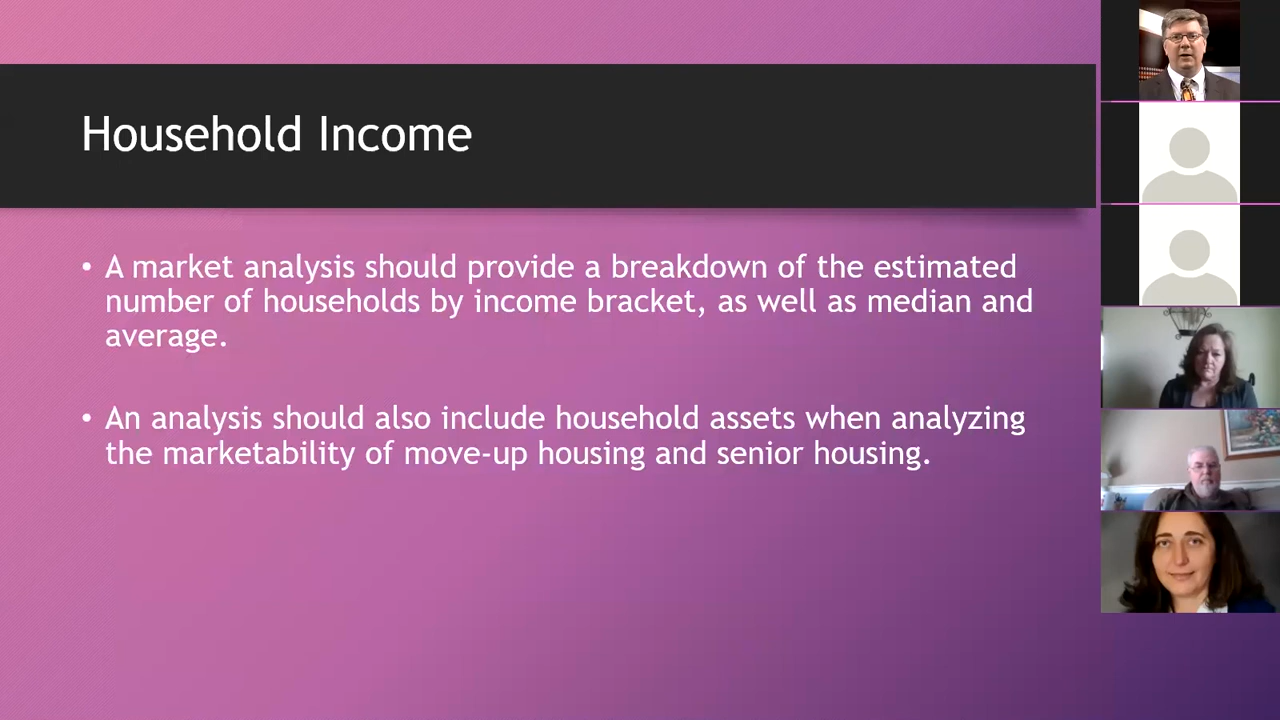 Household Income
• A market analysis should provide a breakdown of the estimated
number of households by income bracket, as well as median and
average.
• An analysis should also include household assets when analyzing
the marketability of move-up housing and senior housing.